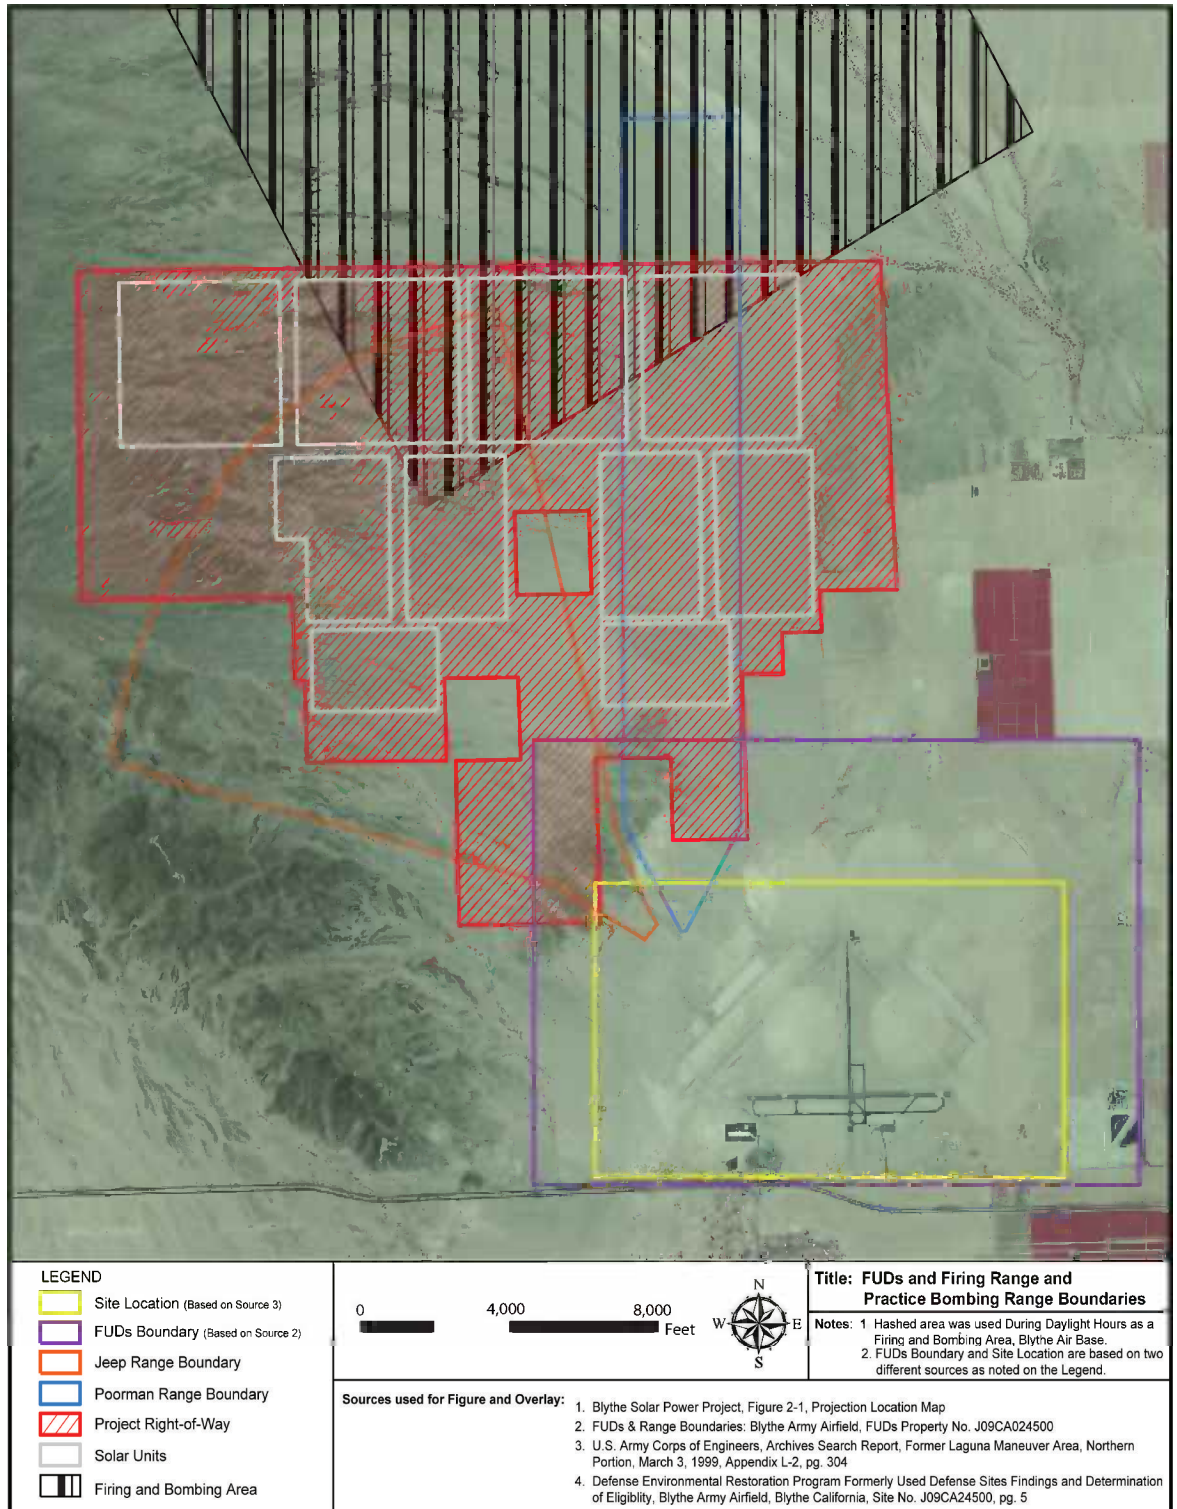 LEGEND
Site Location (Based on Source 3)
FUDs Boundary (Based on Source 2)
Jeep Range Boundary
Poorman Range Boundary
Project Right-of-Way
Solar Units
Firing and Bombing Area
0 4,000 8,000
Feet
N
W E
S
Title: FUDs and Firing Range and
Practice Bombing Range Boundaries
Notes: 1 Hashed area was used During Daylight Hours as a
Firing and Bombing Area, Blythe Air Base.
2. FUDs Boundary and Site Location are based on two
different sources as noted on the Legend.
Sources used for Figure and Overlay:
1. Blythe Solar Power Project, Figure 2-1, Projection Location Map
2. FUDs & Range Boundaries: Blythe Army Airfield, FUDs Property No. J09CA024500
3. U.S. Army Corps of Engineers, Archives Search Report, Former Laguna Maneuver Area, Northern
Portion, March 3, 1999, Appendix L-2, pg. 304
4. Defense Environmental Restoration Program Formerly Used Defense Sites Findings and Determination
of Eligiblity, Blythe Army Airfield, Blythe California, Site No. J09CA24500, pg. 5